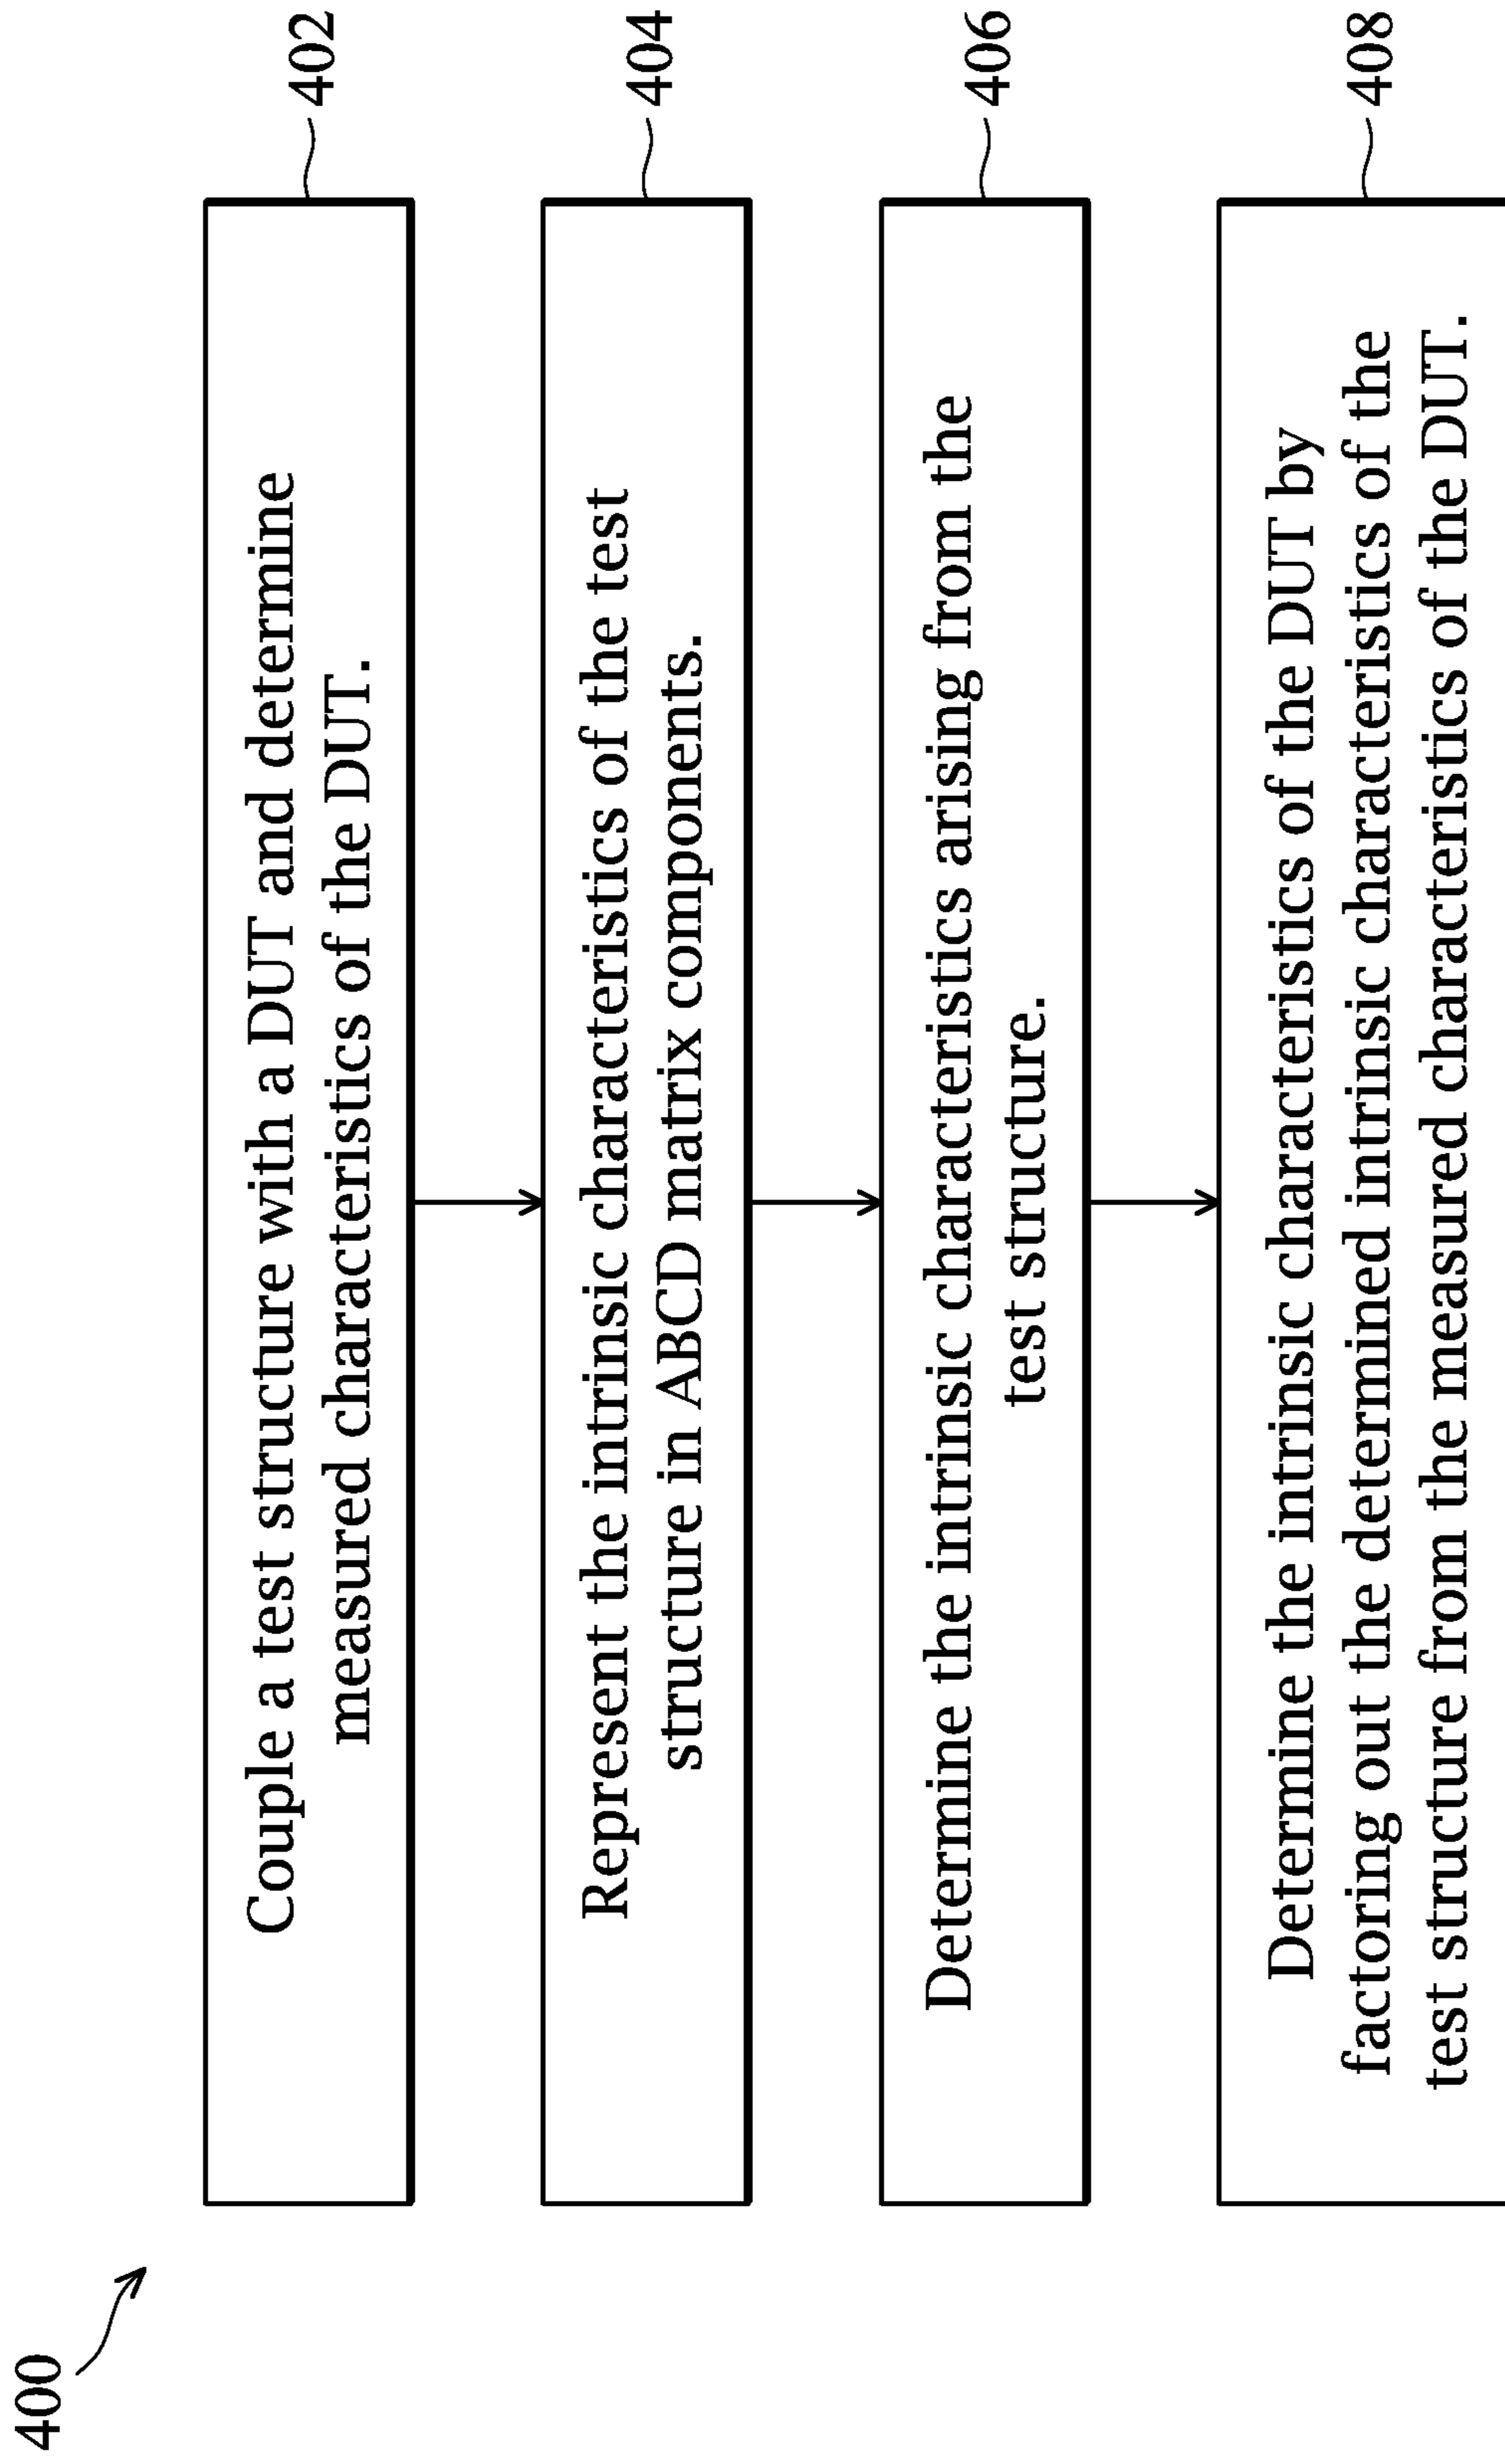 400
Couple a test structure with a DUT and determine
measured characteristics of the DUT.
402
Represent the intrinsic characteristics of the test
structure in ABCD matrix components.
404
Determine the intrinsic characteristics arising from the
test structure.
406
Determine the intrinsic characteristics of the DUT by
factoring out the determined intrinsic characteristics of the
test structure from the measured characteristics of the DUT.
408